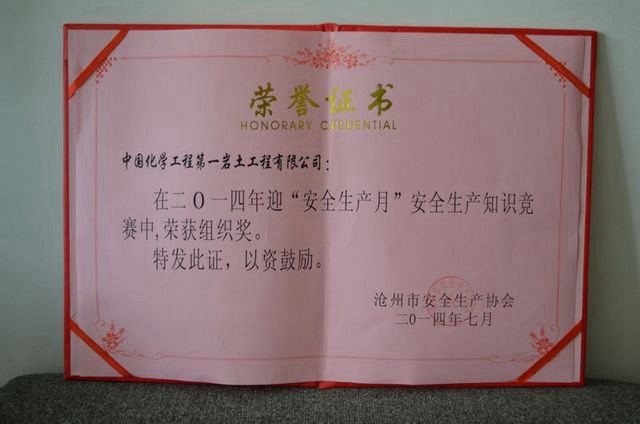 荣誉证书
HONORARY CREDENTIAL
中国化学工程第一岩土工程有限公司：
在二〇一四年迎“安全生产月”安全生产知识竞
赛中,荣获组织奖。
特发此证，以资鼓励。
沧州市安全生产协会
二〇一四年七月